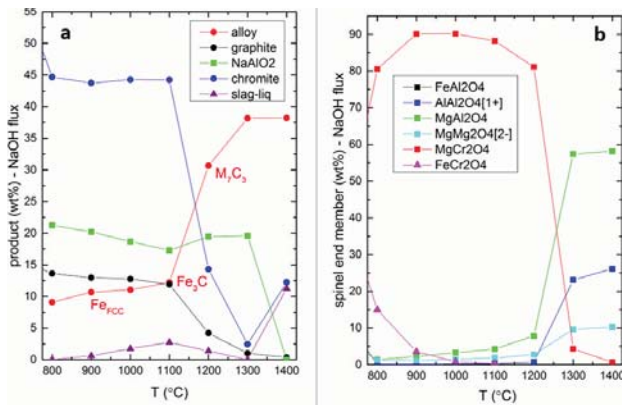 a
alloy
graphite
NaAlO2
chromite
slag-liq
M7C3
Fe3C
FeFCC
product (wt%) - NaOH flux
50
45
40
35
30
25
20
15
10
5
0
800 900 1000 1100 1200 1300 1400
T (°C)
b
FeAl2O4
AlAl2O4[1+]
MgAl2O4
MgMg2O4[2-]
MgCr2O4
FeCr2O4
spinel end member (wt%) - NaOH flux
90
80
70
60
50
40
30
20
10
0
800 900 1000 1100 1200 1300 1400
T (°C)